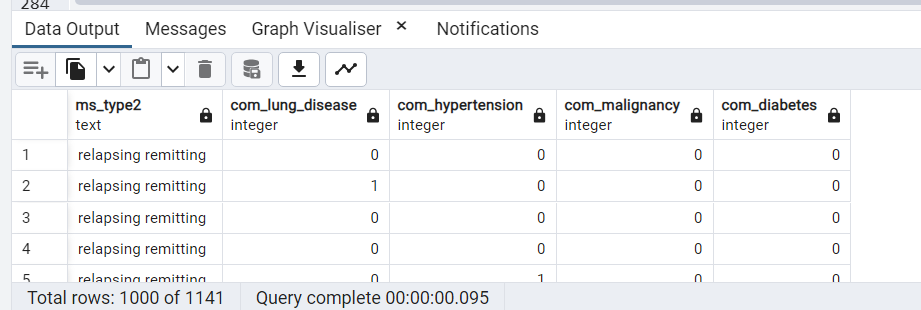 284
Data Output Messages Graph Visualiser × Notifications
ms_type2 com_lung_disease com_hypertension com_malignancy com_diabetes
text integer integer integer integer
1 relapsing remitting 0 0 0 0
2 relapsing remitting 1 0 0 0
3 relapsing remitting 0 0 0 0
4 relapsing remitting 0 0 0 0
5 relapsing remitting 0 1 0 0
Total rows: 1000 of 1141 Query complete 00:00:00.095